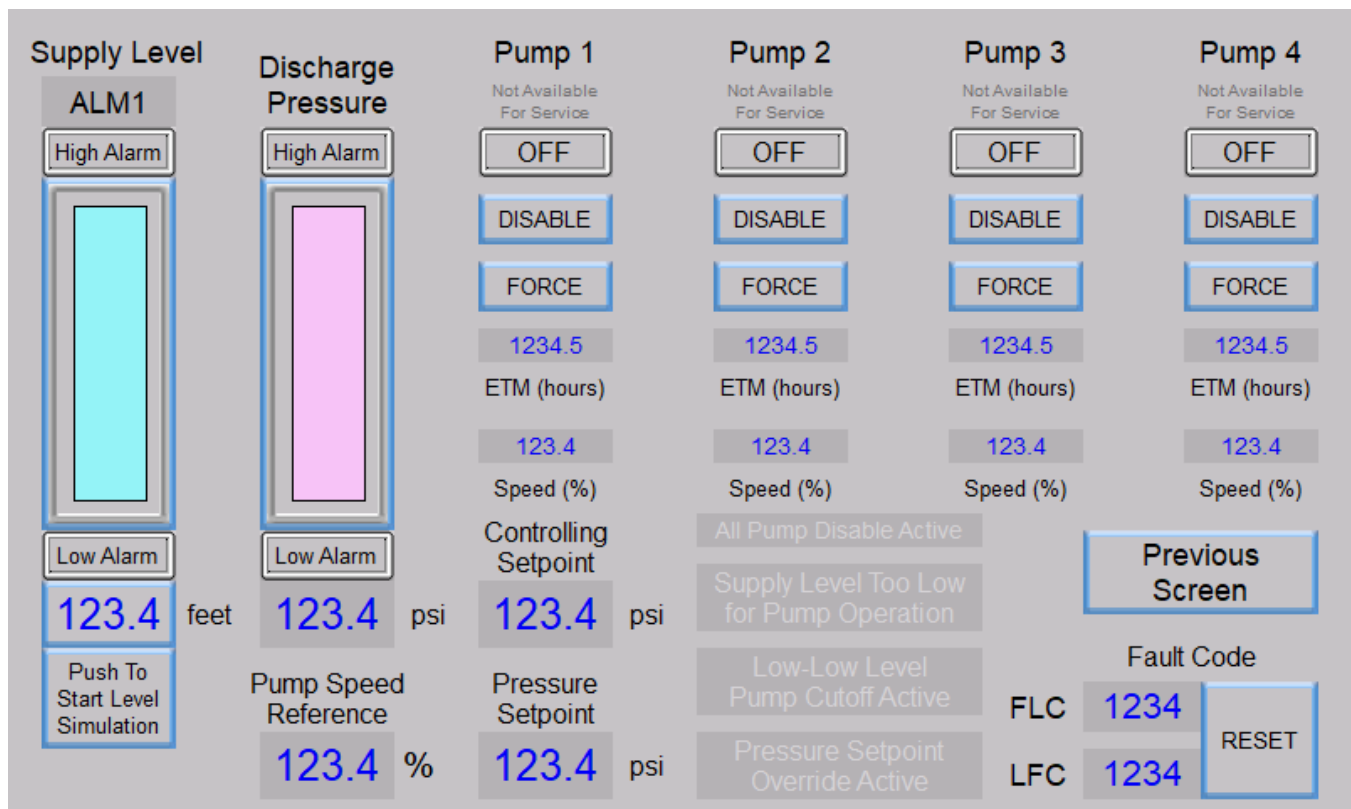 Supply Level
ALM1
High Alarm
Low Alarm
123.4 feet
Push To
Start Level
Simulation
Discharge
Pressure
High Alarm
Low Alarm
123.4 psi
Pump Speed
Reference
123.4 %
Pump 1
Not Available
For Service
OFF
DISABLE
FORCE
1234.5
ETM (hours)
123.4
Speed (%)
Controlling
Setpoint
123.4 psi
Pressure
Setpoint
123.4 psi
Pump 2
Not Available
For Service
OFF
DISABLE
FORCE
1234.5
ETM (hours)
123.4
Speed (%)
All Pump Disable Active
Supply Level Too Low
for Pump Operation
Low-Low Level
Pump Cutoff Active
Pressure Setpoint
Override Active
Pump 3
Not Available
For Service
OFF
DISABLE
FORCE
1234.5
ETM (hours)
123.4
Speed (%)
Pump 4
Not Available
For Service
OFF
DISABLE
FORCE
1234.5
ETM (hours)
123.4
Speed (%)
Previous
Screen
Fault Code
FLC 1234
LFC 1234
RESET